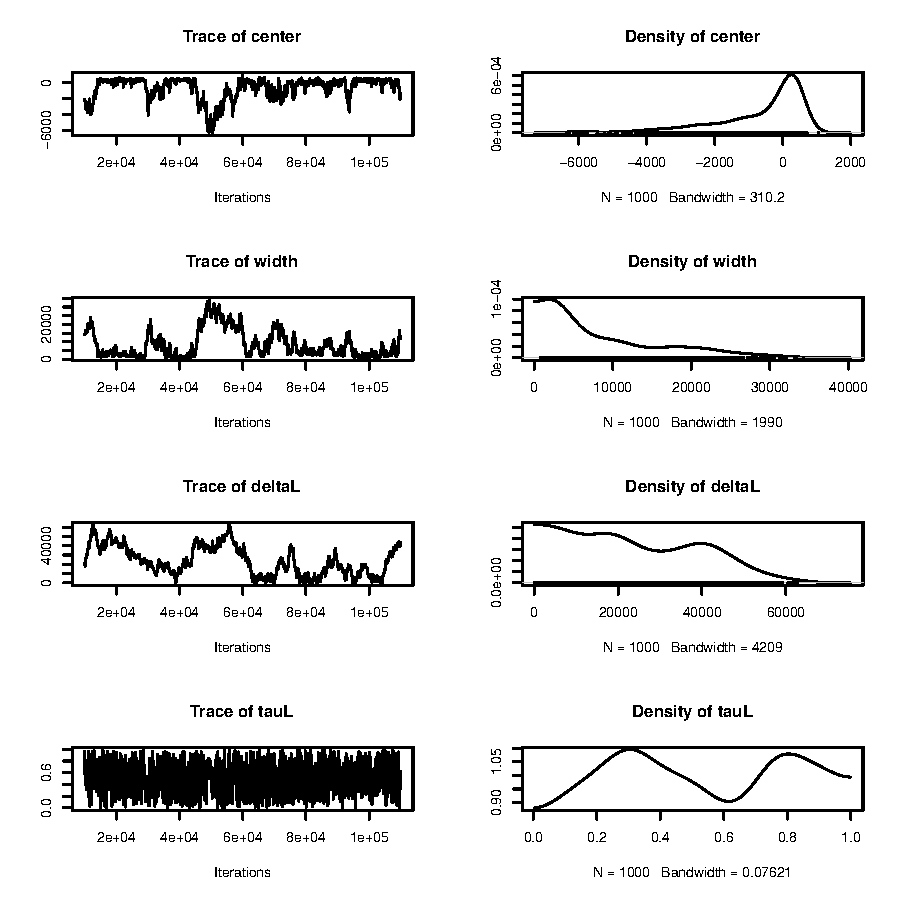 Trace of center
Density of center
0
−6000
2e+04 4e+04 6e+04 8e+04 1e+05
Iterations
6e−04
0e+00
−6000 −4000 −2000 0 2000
N = 1000 Bandwidth = 310.2
Trace of width
Density of width
20000
0
2e+04 4e+04 6e+04 8e+04 1e+05
Iterations
1e−04
0e+00
0 10000 20000 30000 40000
N = 1000 Bandwidth = 1990
Trace of deltaL
Density of deltaL
40000
0
2e+04 4e+04 6e+04 8e+04 1e+05
Iterations
0.0e+00
0 20000 40000 60000
N = 1000 Bandwidth = 4209
Trace of tauL
Density of tauL
0.6
0.0
2e+04 4e+04 6e+04 8e+04 1e+05
Iterations
1.05
0.90
0.0 0.2 0.4 0.6 0.8 1.0
N = 1000 Bandwidth = 0.07621